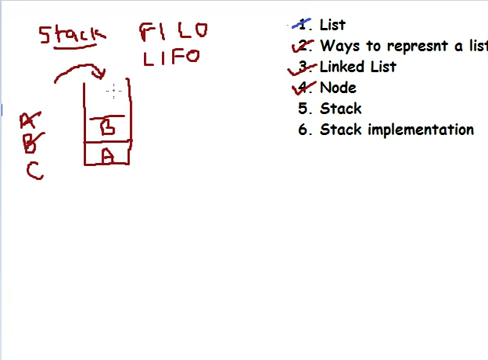 Stack FILO
LIFO
A
B
C
B
A
1. List
2. Ways to represnt a list
3. Linked List
4. Node
5. Stack
6. Stack implementation